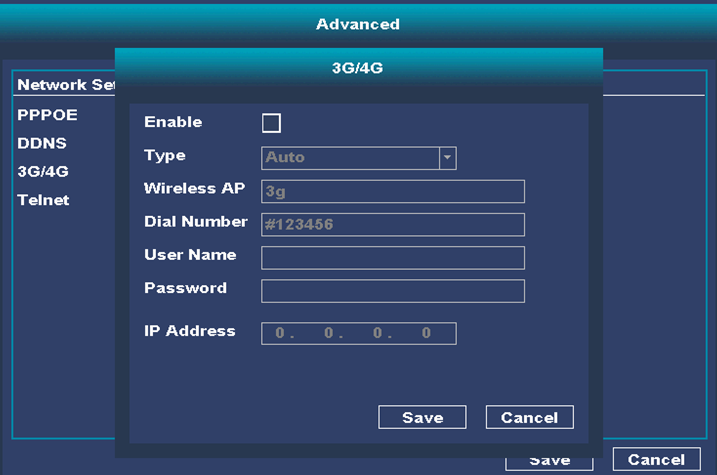 Advanced
3G/4G
Network Set
PPPOE
DDNS
3G/4G
Telnet
Enable
Type Auto
Wireless AP 3g
Dial Number #123456
User Name
Password
IP Address 0 . 0 . 0 . 0
Save Cancel
Save Cancel